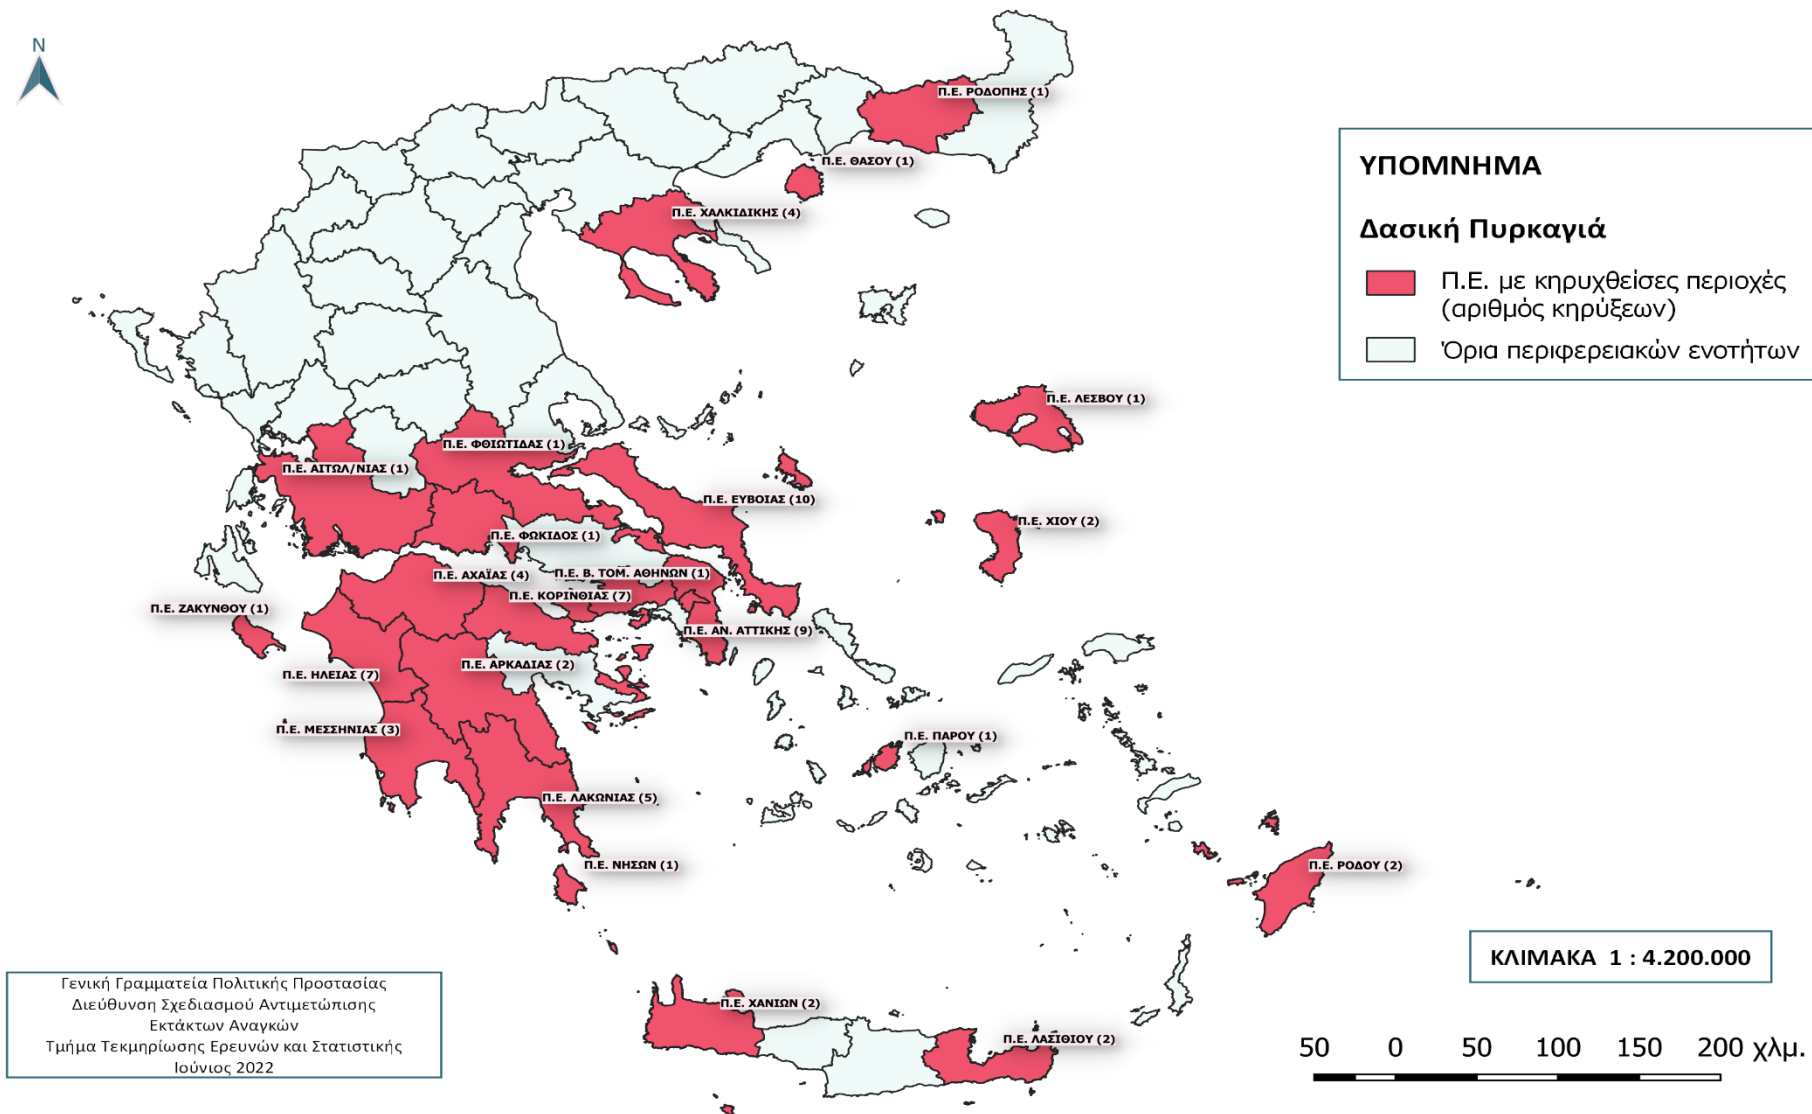 N
Π.Ε. ΡΟΔΟΠΗΣ (1)
Π.Ε. ΘΑΣΟΥ (1)
Π.Ε. ΧΑΛΚΙΔΙΚΗΣ (4)
ΥΠΟΜΝΗΜΑ
Δασική Πυρκαγιά
Π.Ε. με κηρυχθείσες περιοχές
(αριθμός κηρύξεων)
Όρια περιφερειακών ενοτήτων
Π.Ε. ΛΕΣΒΟΥ (1)
Π.Ε. ΦΘΙΩΤΙΔΑΣ (1)
Π.Ε. ΑΙΤΩΛ/ΝΙΑΣ (1)
Π.Ε. ΕΥΒΟΙΑΣ (10)
Π.Ε. ΧΙΟΥ (2)
Π.Ε. ΦΩΚΙΔΟΣ (1)
Π.Ε. ΑΧΑΪΑΣ (4)
Π.Ε. Β. ΤΟΜ. ΑΘΗΝΩΝ (1)
Π.Ε. ΚΟΡΙΝΘΙΑΣ (7)
Π.Ε. ΖΑΚΥΝΘΟΥ (1)
Π.Ε. ΑΝ. ΑΤΤΙΚΗΣ (9)
Π.Ε. ΑΡΚΑΔΙΑΣ (2)
Π.Ε. ΗΛΕΙΑΣ (7)
Π.Ε. ΜΕΣΣΗΝΙΑΣ (3)
Π.Ε. ΠΑΡΟΥ (1)
Π.Ε. ΛΑΚΩΝΙΑΣ (5)
Π.Ε. ΝΗΣΩΝ (1)
Π.Ε. ΡΟΔΟΥ (2)
ΚΛΙΜΑΚΑ 1 : 4.200.000
Γενική Γραμματεία Πολιτικής Προστασίας
Διεύθυνση Σχεδιασμού Αντιμετώπισης
Εκτάκτων Αναγκών
Τμήμα Τεκμηρίωσης Ερευνών και Στατιστικής
Ιούνιος 2022
Π.Ε. ΧΑΝΙΩΝ (2)
Π.Ε. ΛΑΣΙΘΙΟΥ (2)
50 0 50 100 150 200 χλμ.